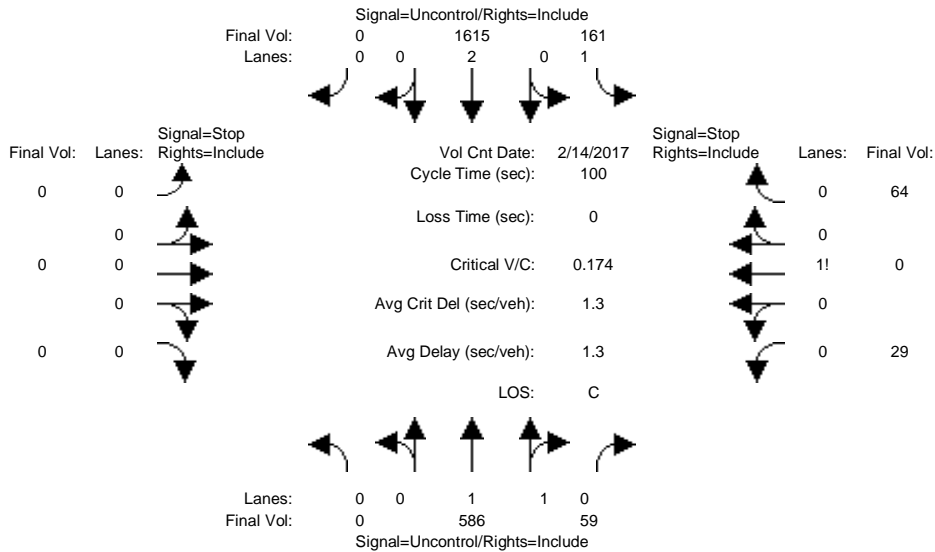 Signal=Uncontrol/Rights=Include
Final Vol: 0 1615 161
Lanes: 0 0 2 0 1
Signal=Stop Signal=Stop
Final Vol: Lanes: Rights=Include Vol Cnt Date: 2/14/2017 Rights=Include Lanes: Final Vol:
Cycle Time (sec): 100
0 0 0 64
Loss Time (sec): 0
0 0
0 0 Critical V/C: 0.174 1! 0
0 Avg Crit Del (sec/veh): 1.3 0
0 0 Avg Delay (sec/veh): 1.3 0 29
LOS: C
Lanes: 0 0 1 1 0
Final Vol: 0 586 59
Signal=Uncontrol/Rights=Include